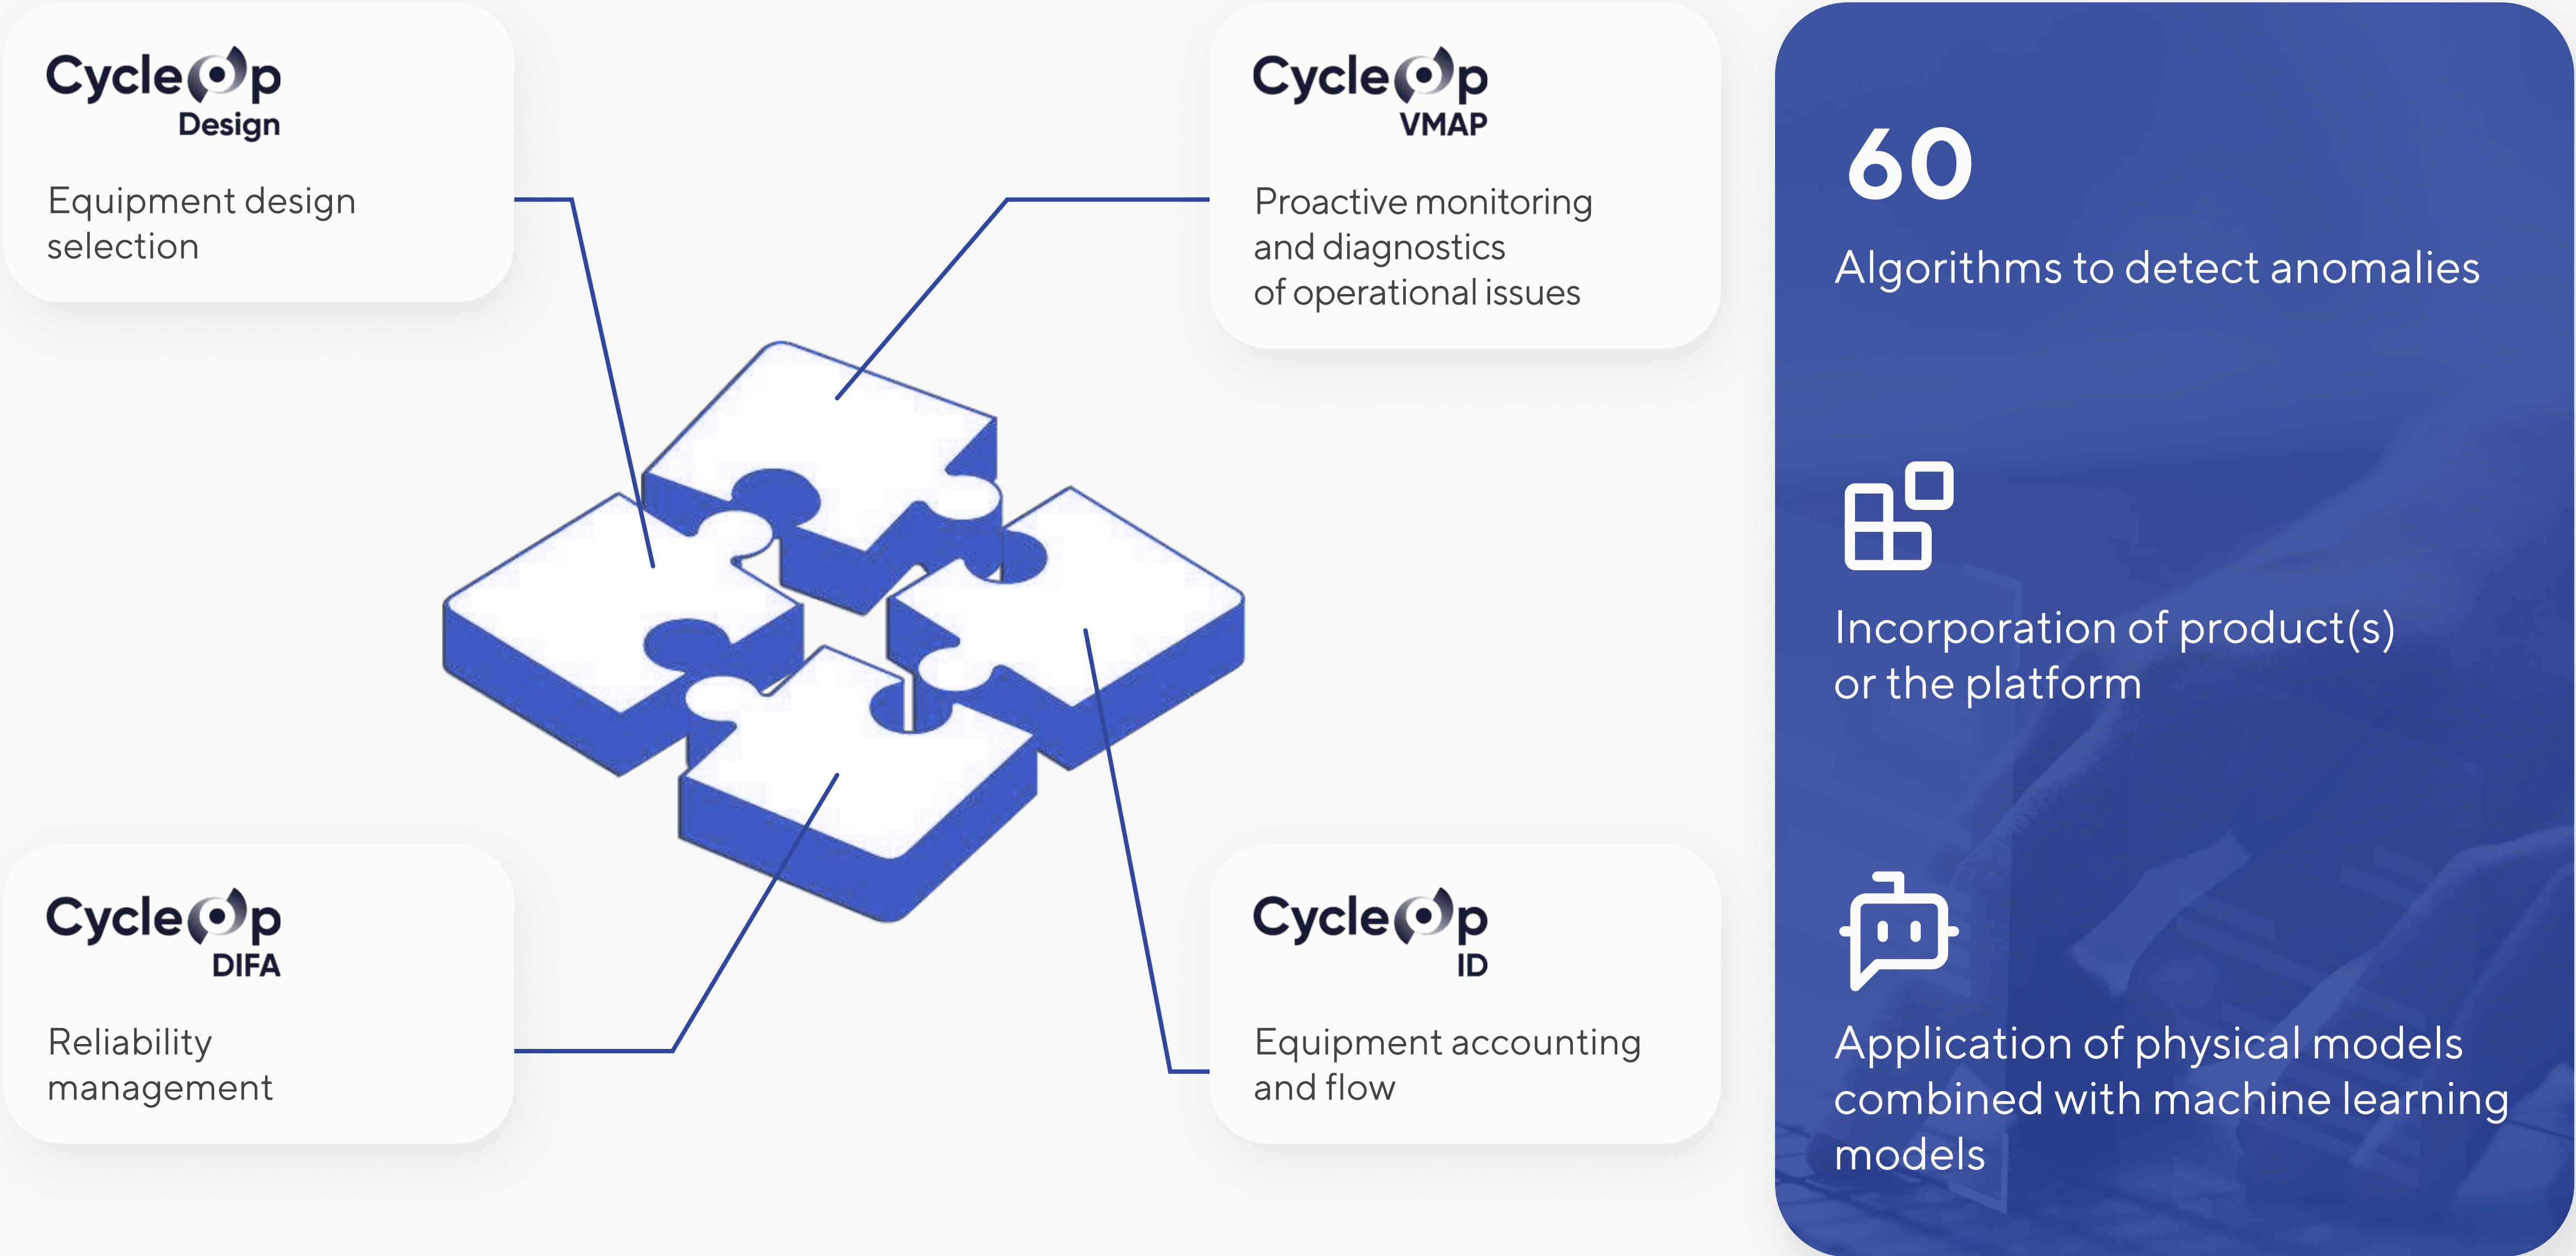 CycleOp
Design
Equipment design
selection
CycleOp
VMAP
Proactive monitoring
and diagnostics
of operational issues
CycleOp
DIFA
Reliability
management
CycleOp
ID
Equipment accounting
and flow
60
Algorithms to detect anomalies
Incorporation of product(s)
or the platform
Application of physical models
combined with machine learning
models